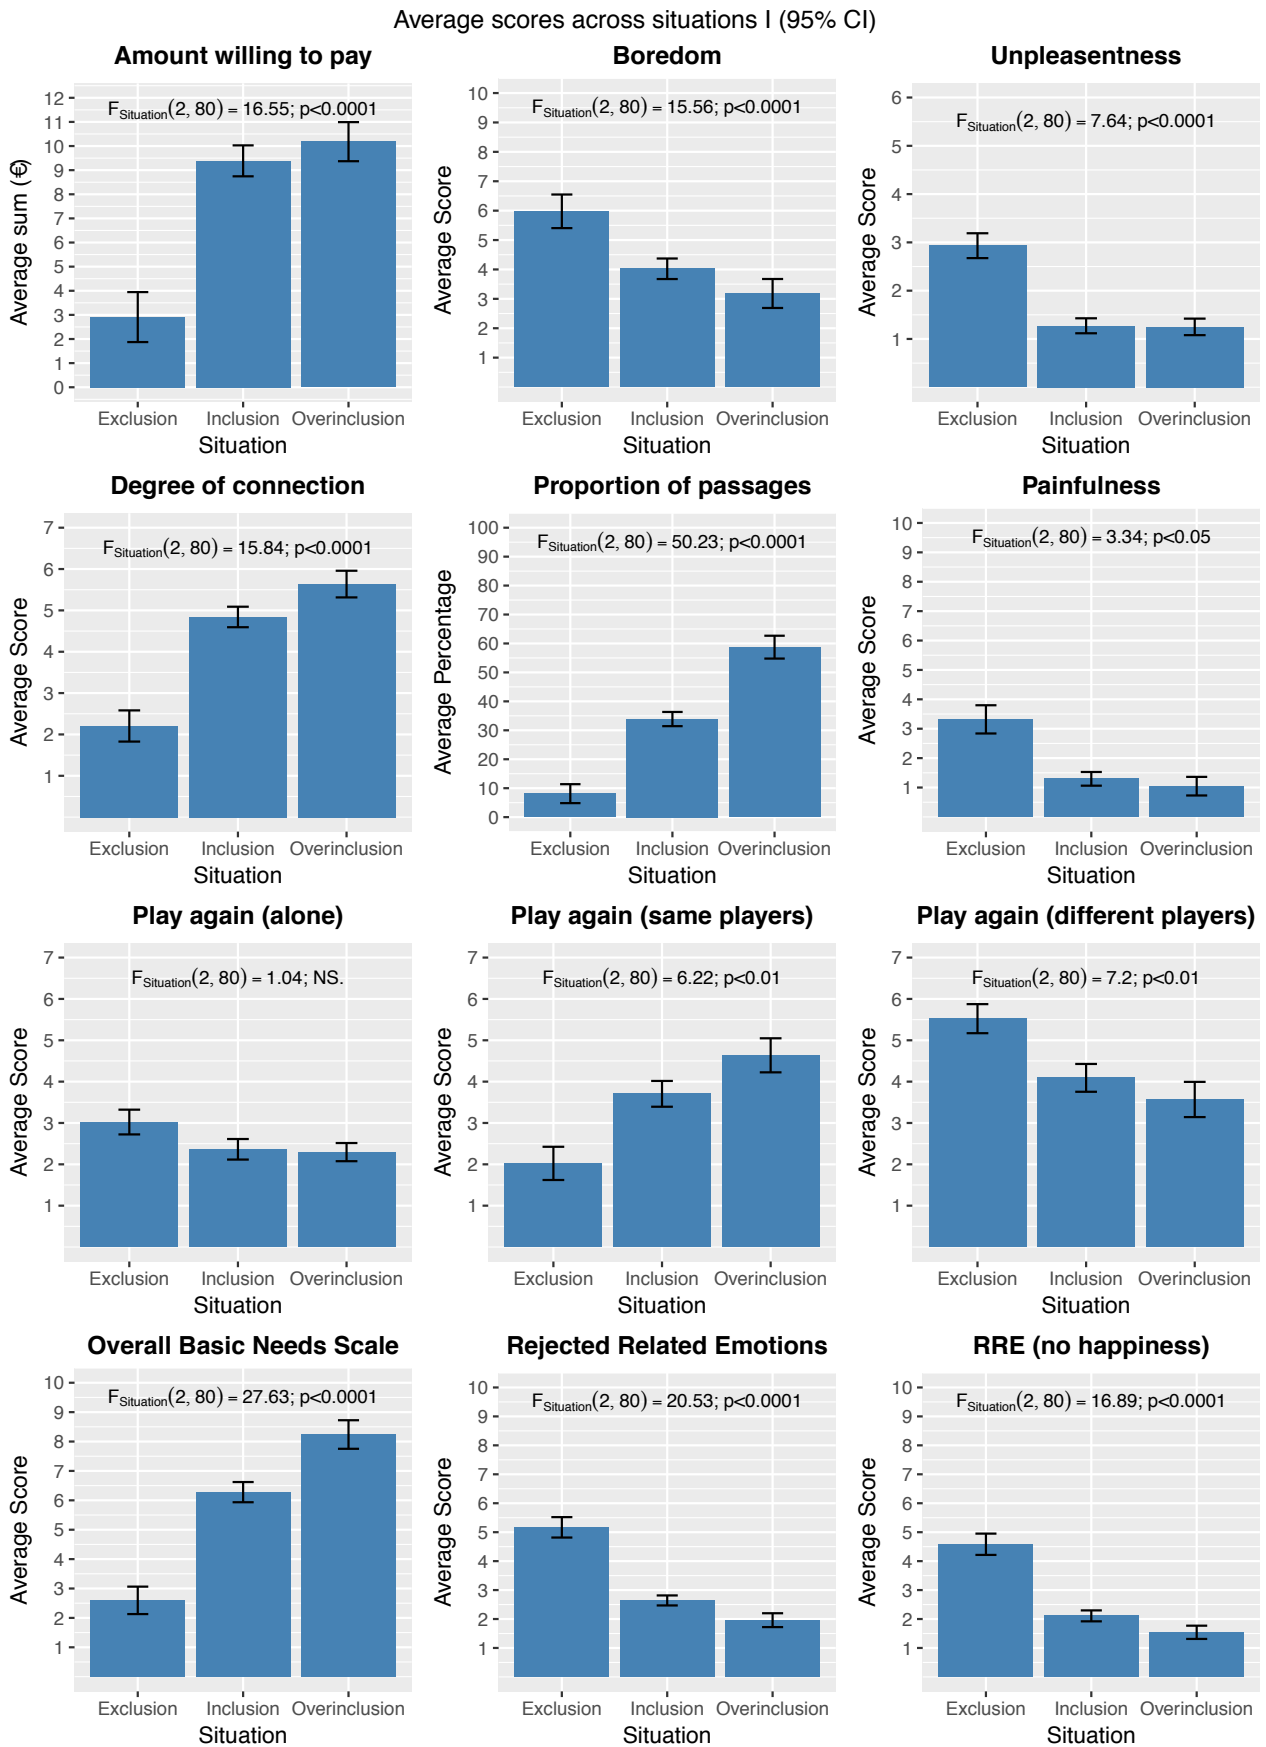 Average scores across situations I (95% CI)
Amount willing to pay
F Situation (2, 80) = 16.55; p<0.0001
12
11
10
9
8
7
6
5
4
3
2
1
0
Average sum (€)
Exclusion Inclusion Overinclusion
Situation
Boredom
F Situation (2, 80) = 15.56; p<0.0001
10
9
8
7
6
5
4
3
2
1
Average Score
Exclusion Inclusion Overinclusion
Situation
Unpleasentness
F Situation (2, 80) = 7.64; p<0.0001
6
5
4
3
2
1
Average Score
Exclusion Inclusion Overinclusion
Situation
Degree of connection
F Situation (2, 80) = 15.84; p<0.0001
7
6
5
4
3
2
1
Average Score
Exclusion Inclusion Overinclusion
Situation
Proportion of passages
F Situation (2, 80) = 50.23; p<0.0001
100
90
80
70
60
50
40
30
20
10
0
Average Percentage
Exclusion Inclusion Overinclusion
Situation
Painfulness
F Situation (2, 80) = 3.34; p<0.05
10
9
8
7
6
5
4
3
2
1
Average Score
Exclusion Inclusion Overinclusion
Situation
Play again (alone)
F Situation (2, 80) = 1.04; NS.
7
6
5
4
3
2
1
Average Score
Exclusion Inclusion Overinclusion
Situation
Play again (same players)
F Situation (2, 80) = 6.22; p<0.01
7
6
5
4
3
2
1
Average Score
Exclusion Inclusion Overinclusion
Situation
Play again (different players)
F Situation (2, 80) = 7.2; p<0.01
7
6
5
4
3
2
1
Average Score
Exclusion Inclusion Overinclusion
Situation
Overall Basic Needs Scale
F Situation (2, 80) = 27.63; p<0.0001
10
9
8
7
6
5
4
3
2
1
Average Score
Exclusion Inclusion Overinclusion
Situation
Rejected Related Emotions
F Situation (2, 80) = 20.53; p<0.0001
10
9
8
7
6
5
4
3
2
1
Average Score
Exclusion Inclusion Overinclusion
Situation
RRE (no happiness)
F Situation (2, 80) = 16.89; p<0.0001
10
9
8
7
6
5
4
3
2
1
Average Score
Exclusion Inclusion Overinclusion
Situation